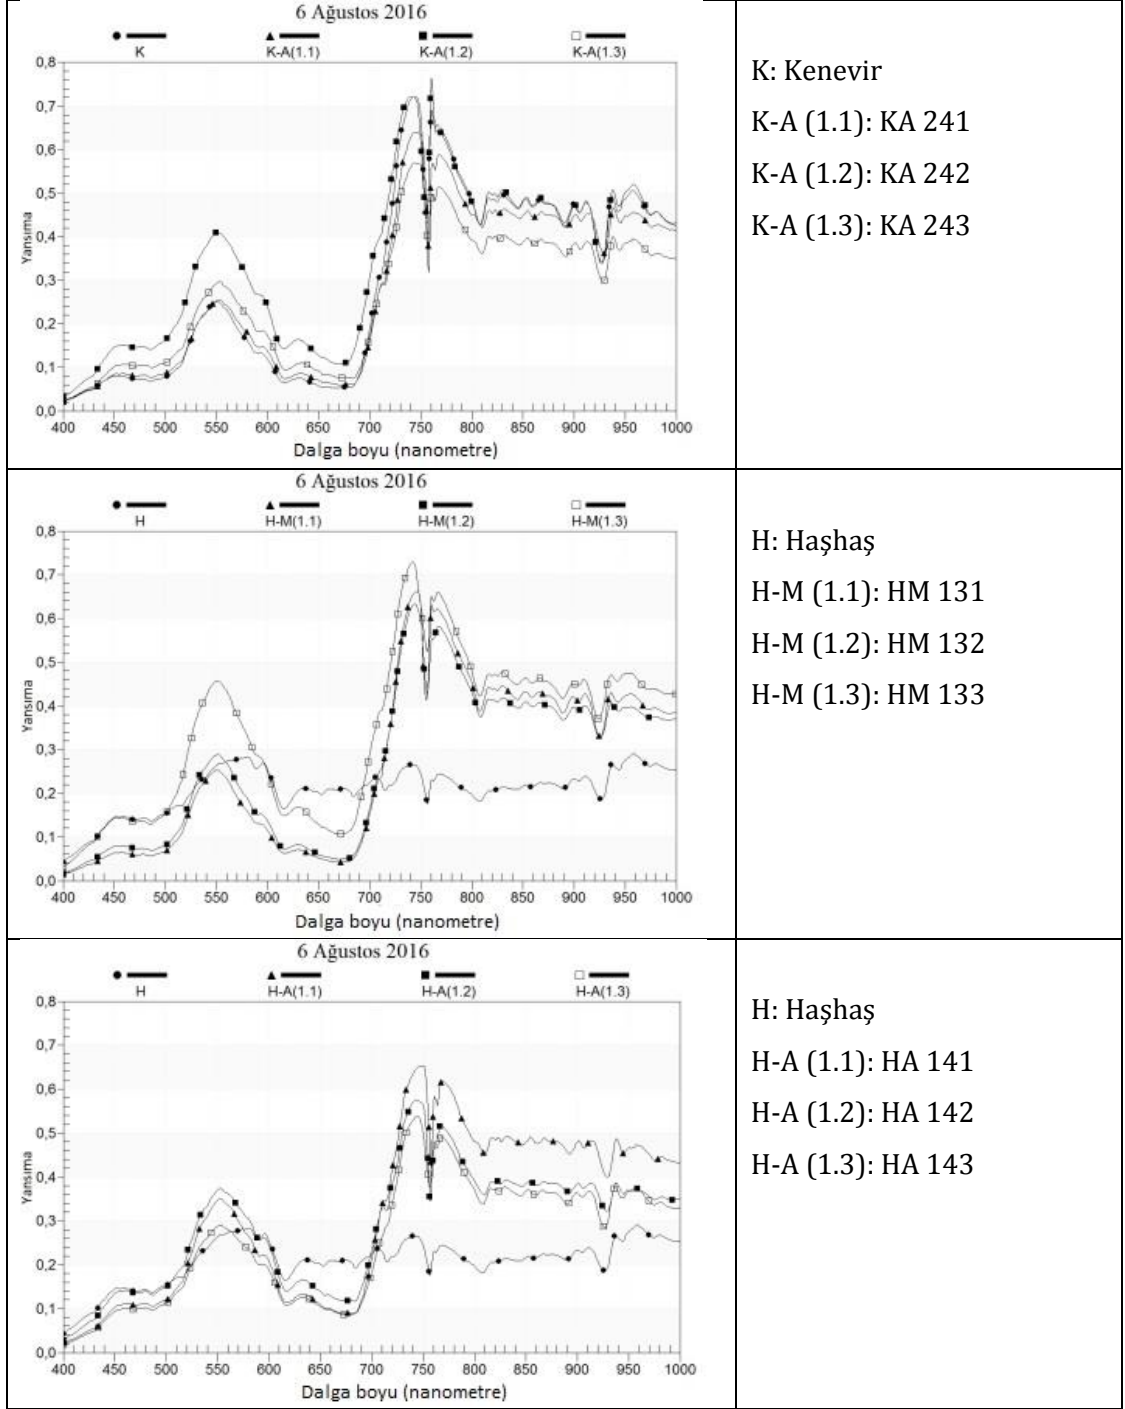 6 Ağustos 2016
K K-A(1.1) K-A(1.2) K-A(1.3)
0,8
0,7
0,6
0,5
0,4
0,3
0,2
0,1
0,0
Yansıma
400 450 500 550 600 650 700 750 800 850 900 950 1000
Dalga boyu (nanometre)
K: Kenevir
K-A (1.1): KA 241
K-A (1.2): KA 242
K-A (1.3): KA 243
6 Ağustos 2016
H H-M(1.1) H-M(1.2) H-M(1.3)
0,8
0,7
0,6
0,5
0,4
0,3
0,2
0,1
0,0
Yansıma
400 450 500 550 600 650 700 750 800 850 900 950 1000
Dalga boyu (nanometre)
H: Haşhaş
H-M (1.1): HM 131
H-M (1.2): HM 132
H-M (1.3): HM 133
6 Ağustos 2016
H H-A(1.1) H-A(1.2) H-A(1.3)
0,8
0,7
0,6
0,5
0,4
0,3
0,2
0,1
0,0
Yansıma
400 450 500 550 600 650 700 750 800 850 900 950 1000
Dalga boyu (nanometre)
H: Haşhaş
H-A (1.1): HA 141
H-A (1.2): HA 142
H-A (1.3): HA 143